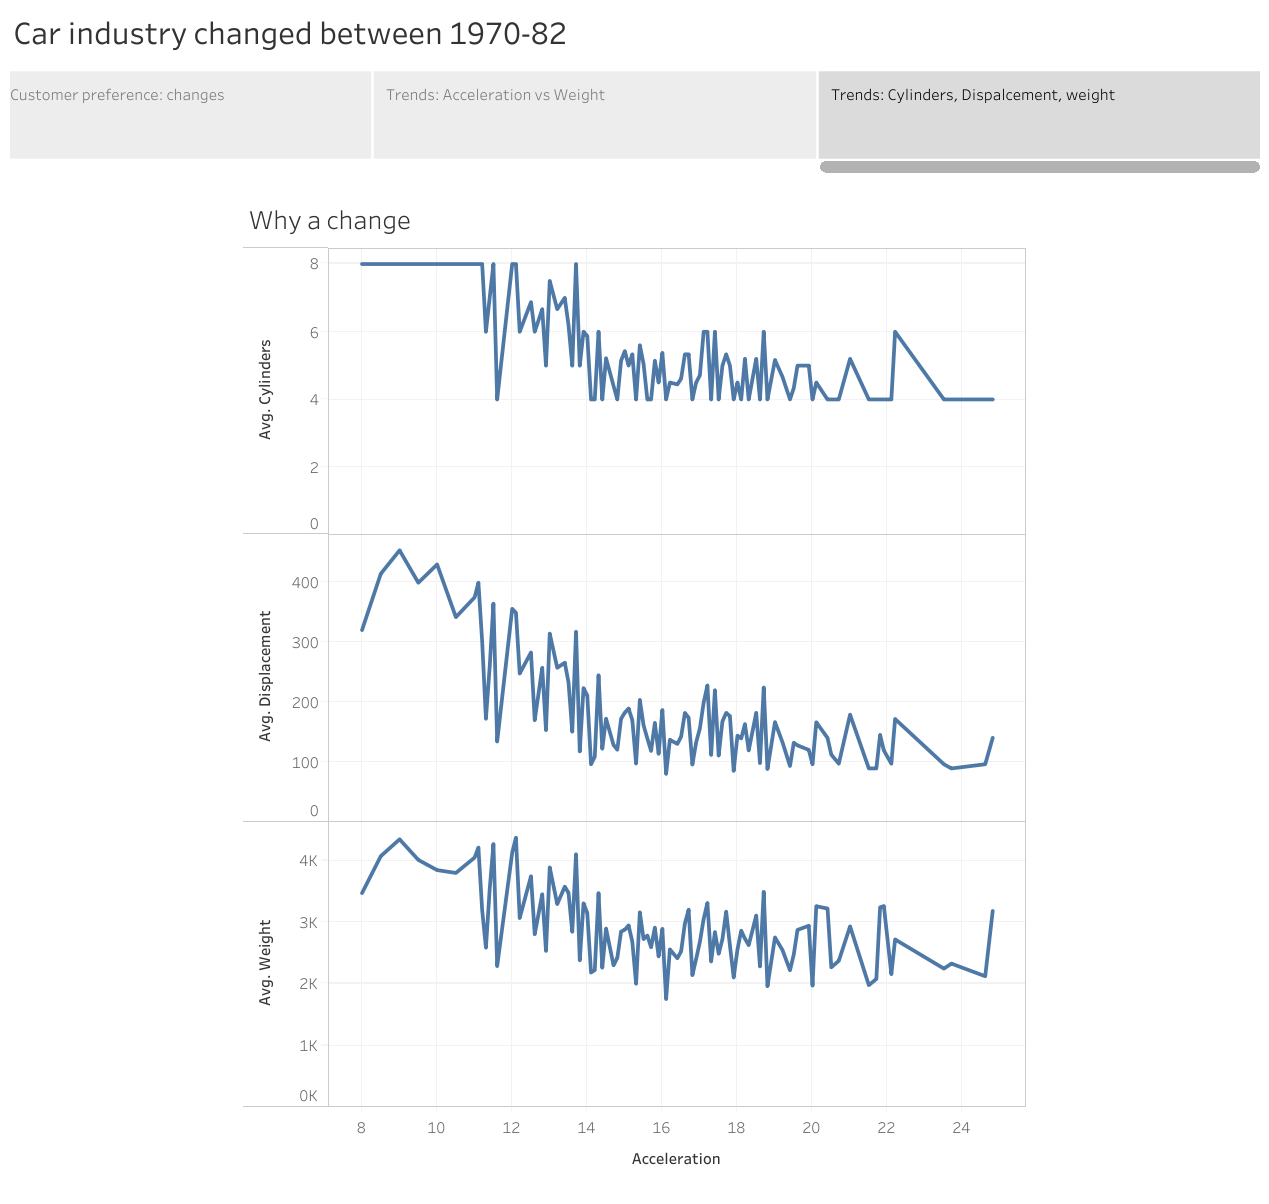 Car industry changed between 1970-82
Customer preference: changes
Trends: Acceleration vs Weight
Trends: Cylinders, Dispalcement, weight
Why a change
Avg. Cylinders
8
6
4
2
0
Avg. Displacement
400
300
200
100
0
Avg. Weight
4K
3K
2K
1K
0K
8 10 12 14 16 18 20 22 24
Acceleration